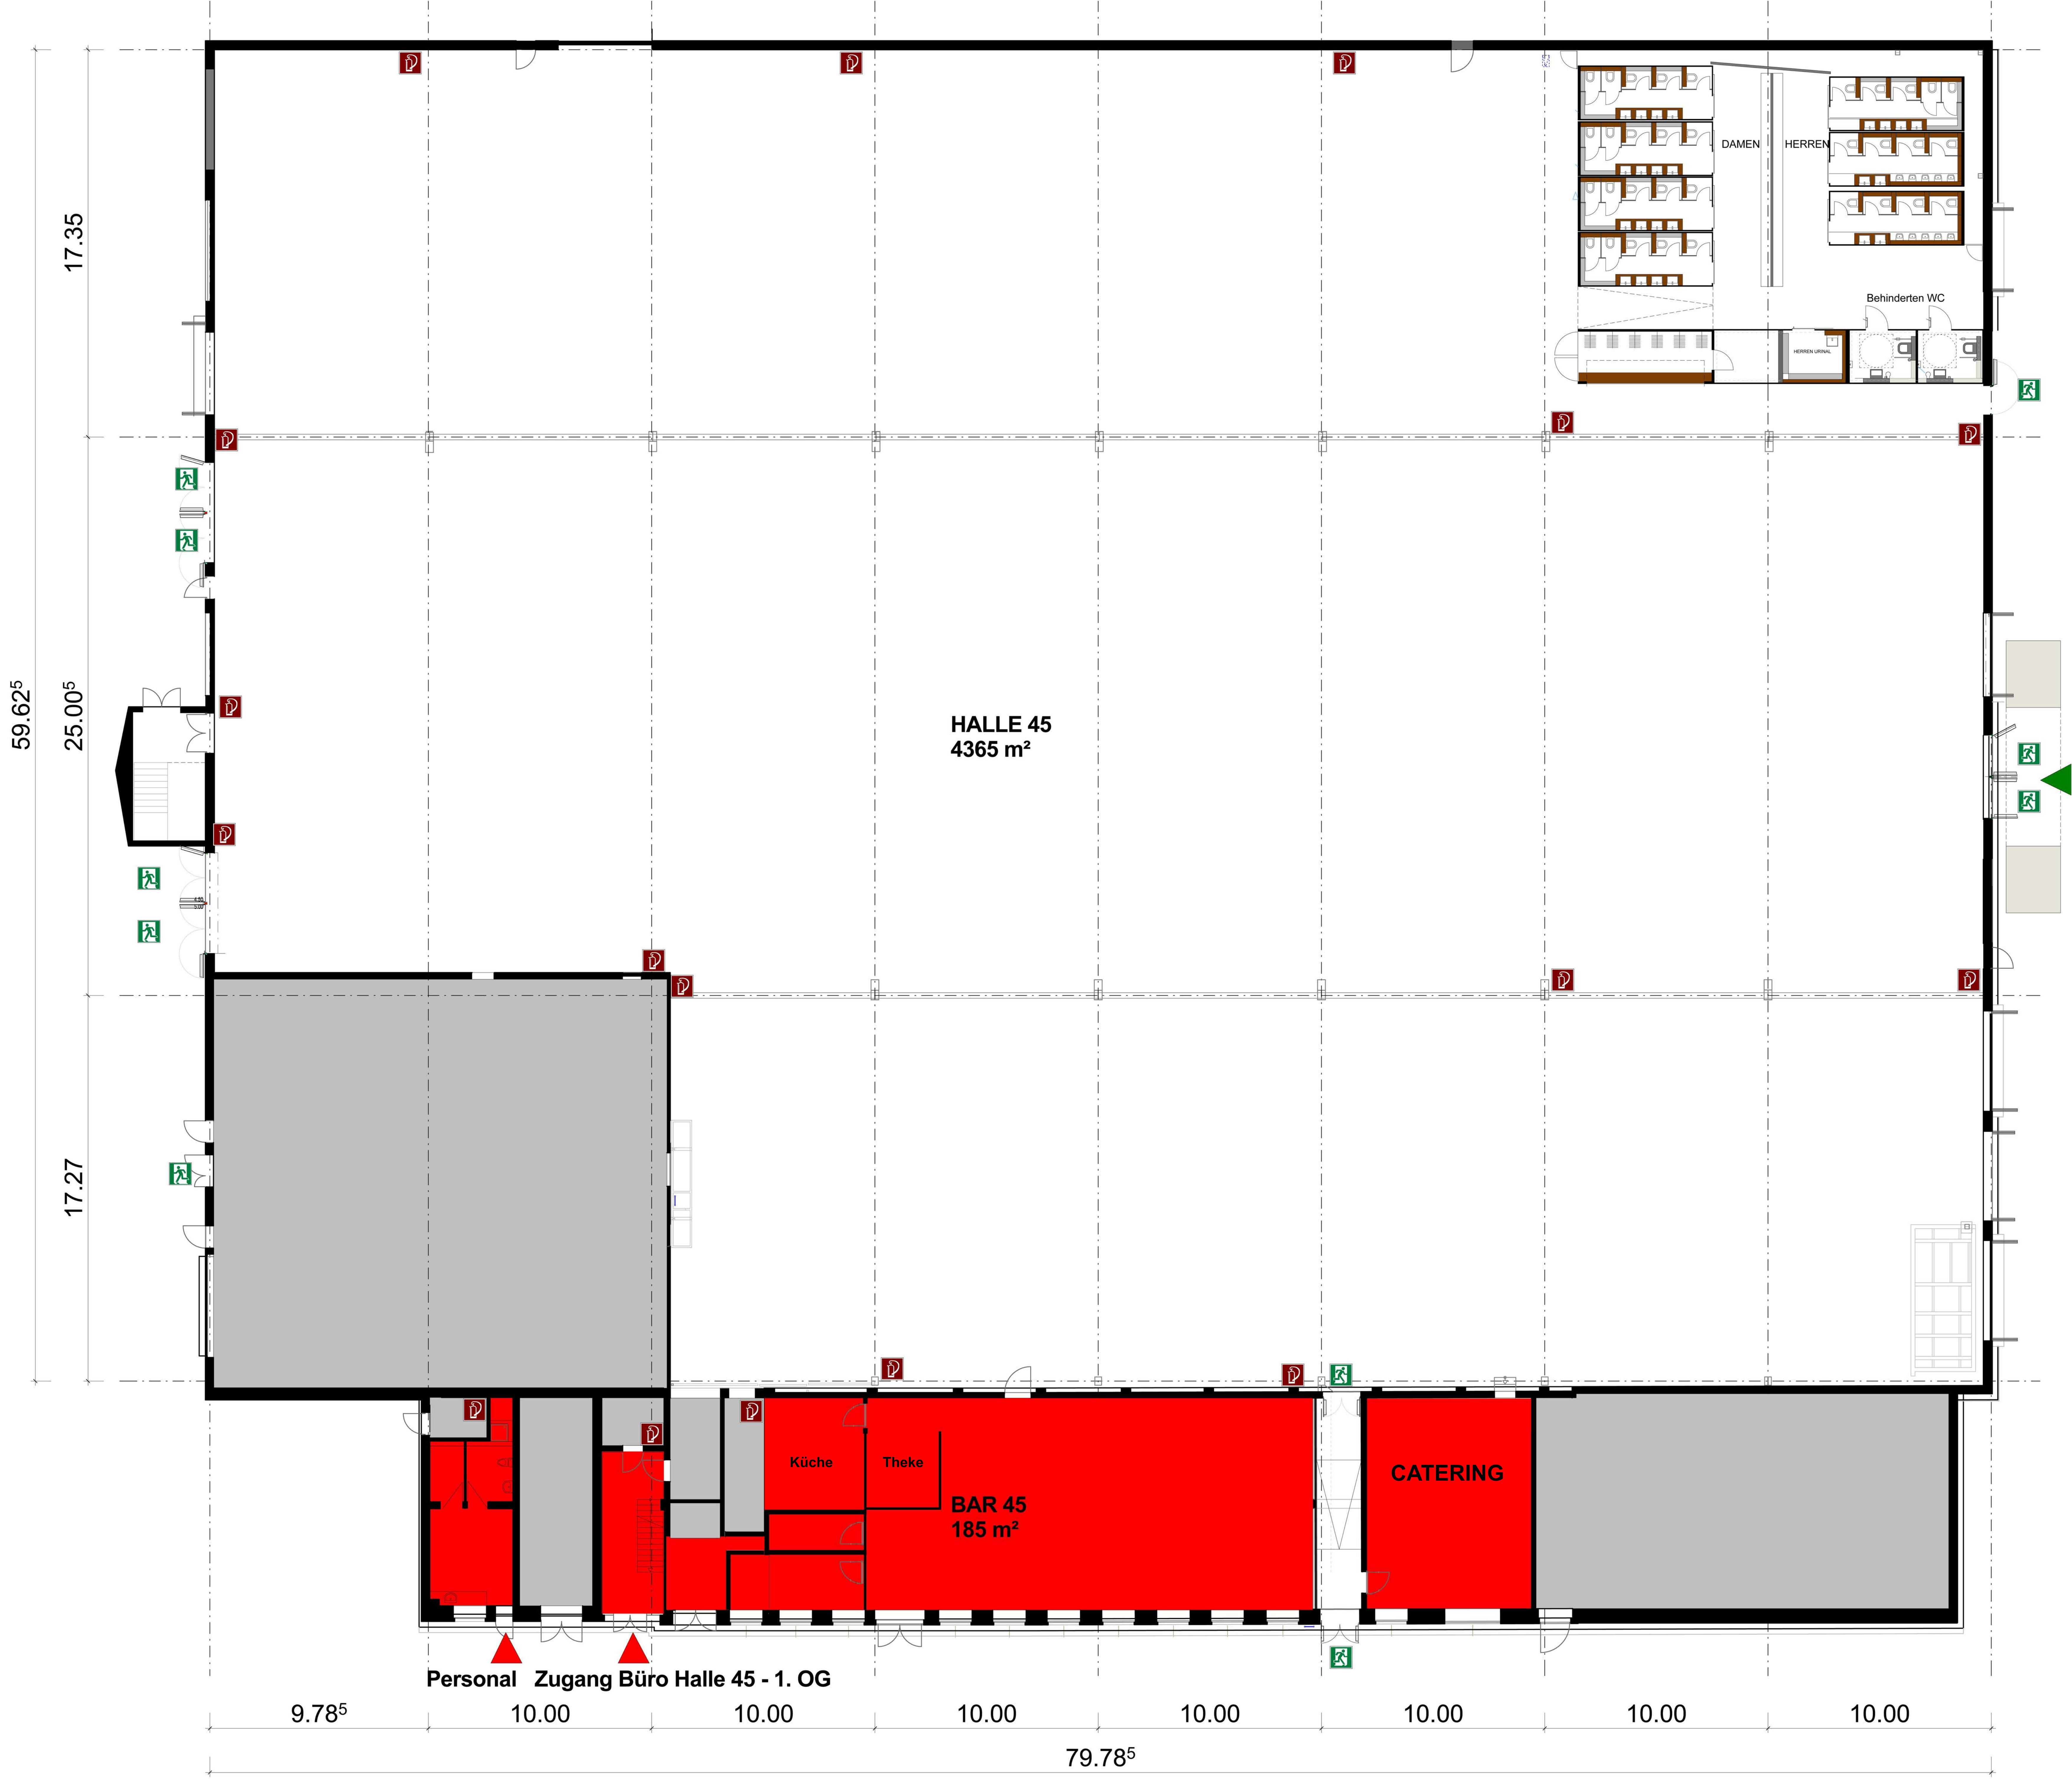 DAMEN
HERREN
17.35
Behinderten WC
HERREN URINAL
59.62⁵
25.00⁵
HALLE 45
4365 m²
17.27
Küche
Theke
CATERING
BAR 45
185 m²
Personal
Zugang Büro Halle 45 - 1. OG
9.78⁵
10.00
10.00
10.00
10.00
10.00
10.00
10.00
79.78⁵